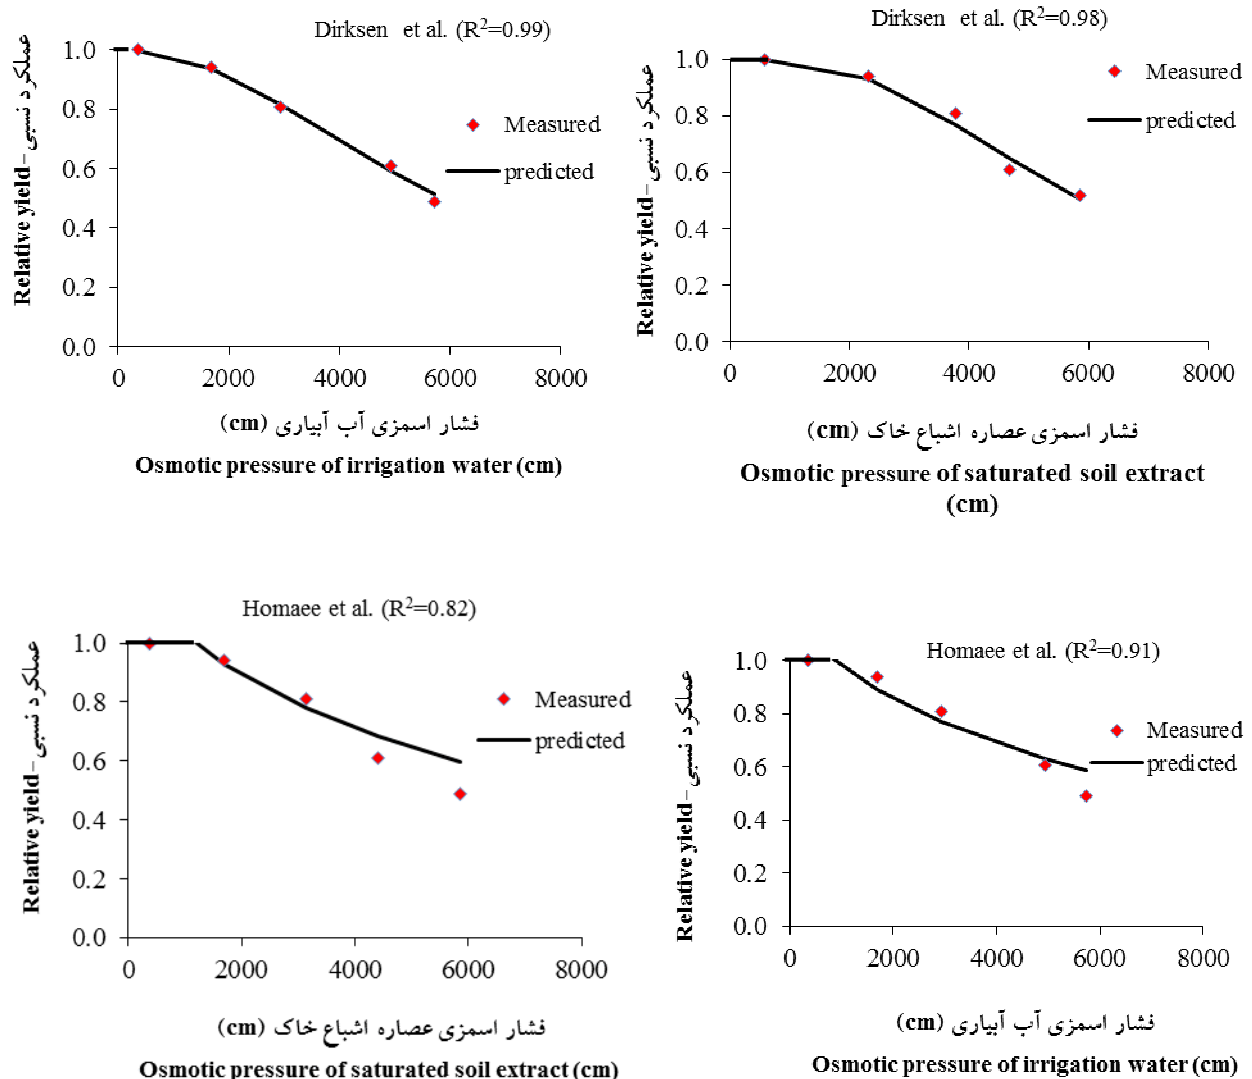 Dirksen et al. (R²=0.99)
Relative yield – عملکرد نسبی
1.0
0.8
0.6
0.4
0.2
0.0
Measured
predicted
0 2000 4000 6000 8000
فشار اسمزی آب آبیاری (cm)
Osmotic pressure of irrigation water (cm)
Dirksen et al. (R²=0.98)
Relative yield – عملکرد نسبی
1.0
0.8
0.6
0.4
0.2
0.0
Measured
predicted
0 2000 4000 6000 8000
فشار اسمزی عصاره اشباع خاک (cm)
Osmotic pressure of saturated soil extract
(cm)
Homaee et al. (R²=0.82)
Relative yield – عملکرد نسبی
1.0
0.8
0.6
0.4
0.2
0.0
Measured
predicted
0 2000 4000 6000 8000
فشار اسمزی عصاره اشباع خاک (cm)
Osmotic pressure of saturated soil extract (cm)
Homaee et al. (R²=0.91)
Relative yield – عملکرد نسبی
1.0
0.8
0.6
0.4
0.2
0.0
Measured
predicted
0 2000 4000 6000 8000
فشار اسمزی آب آبیاری (cm)
Osmotic pressure of irrigation water (cm)